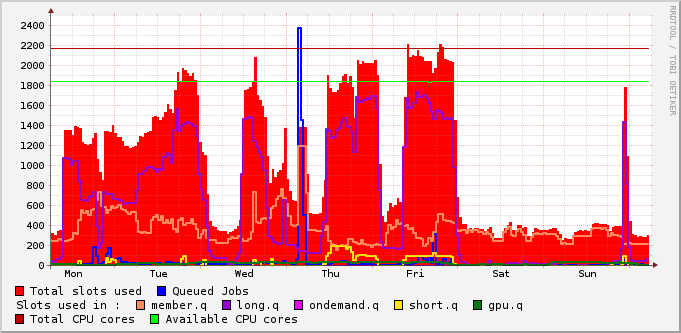 2400
2200
2000
1800
1600
1400
1200
1000
800
600
400
200
0
Mon Tue Wed Thu Fri Sat Sun
RRDTOOL / TOBI OETIKER
Total slots used Queued Jobs
Slots used in : member.q long.q ondemand.q short.q gpu.q
Total CPU cores Available CPU cores